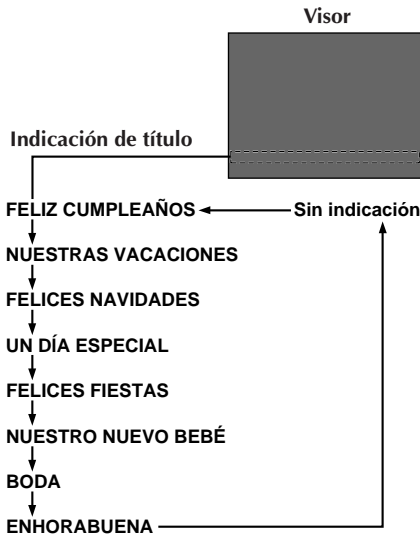 Visor
Indicación de título
FELIZ CUMPLEAÑOS
Sin indicación
NUESTRAS VACACIONES
FELICES NAVIDADES
UN DÍA ESPECIAL
FELICES FIESTAS
NUESTRO NUEVO BEBÉ
BODA
ENHORABUENA